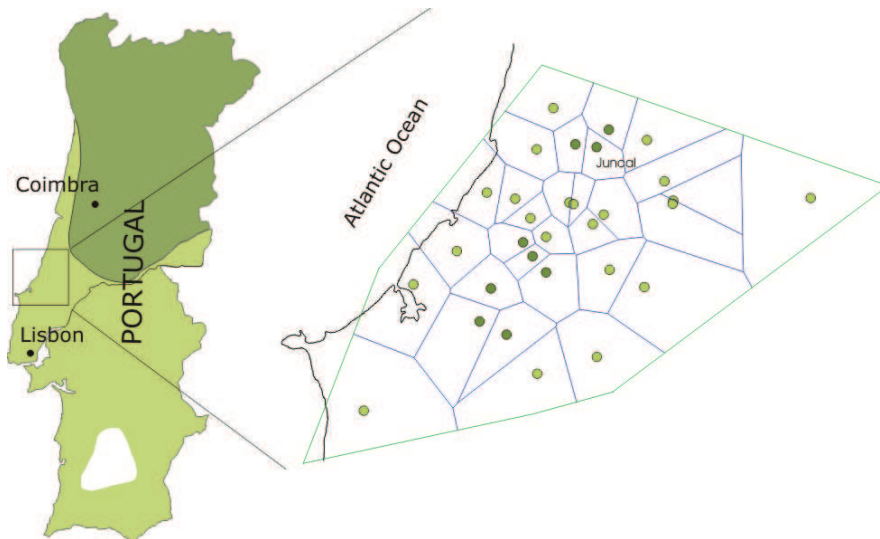 Atlantic Ocean
Juncal
Coimbra
PORTUGAL
Lisbon